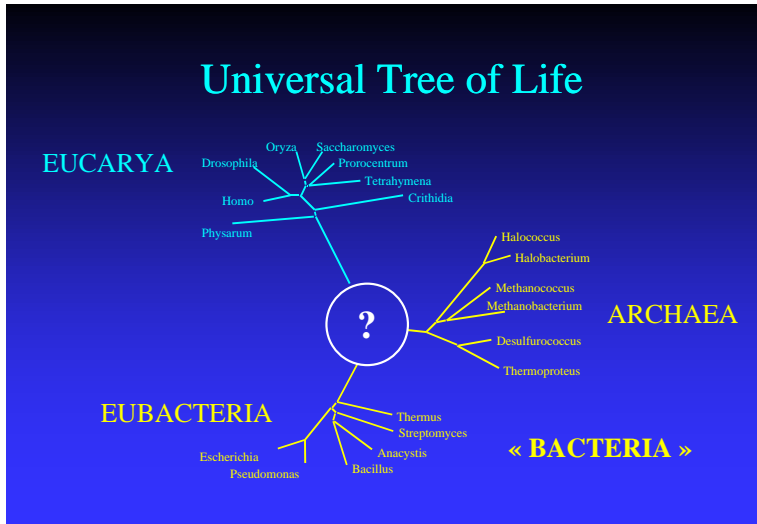 Universal Tree of Life
EUCARYA
Oryza
Saccharomyces
Drosophila
Prorocentrum
Tetrahymena
Homo
Crithidia
Physarum
Halococcus
Halobacterium
Methanococcus
Methanobacterium
ARCHAEA
?
Desulfurococcus
Thermoproteus
EUBACTERIA
Thermus
Streptomyces
Escherichia
Anacystis
Pseudomonas
Bacillus
« BACTERIA »